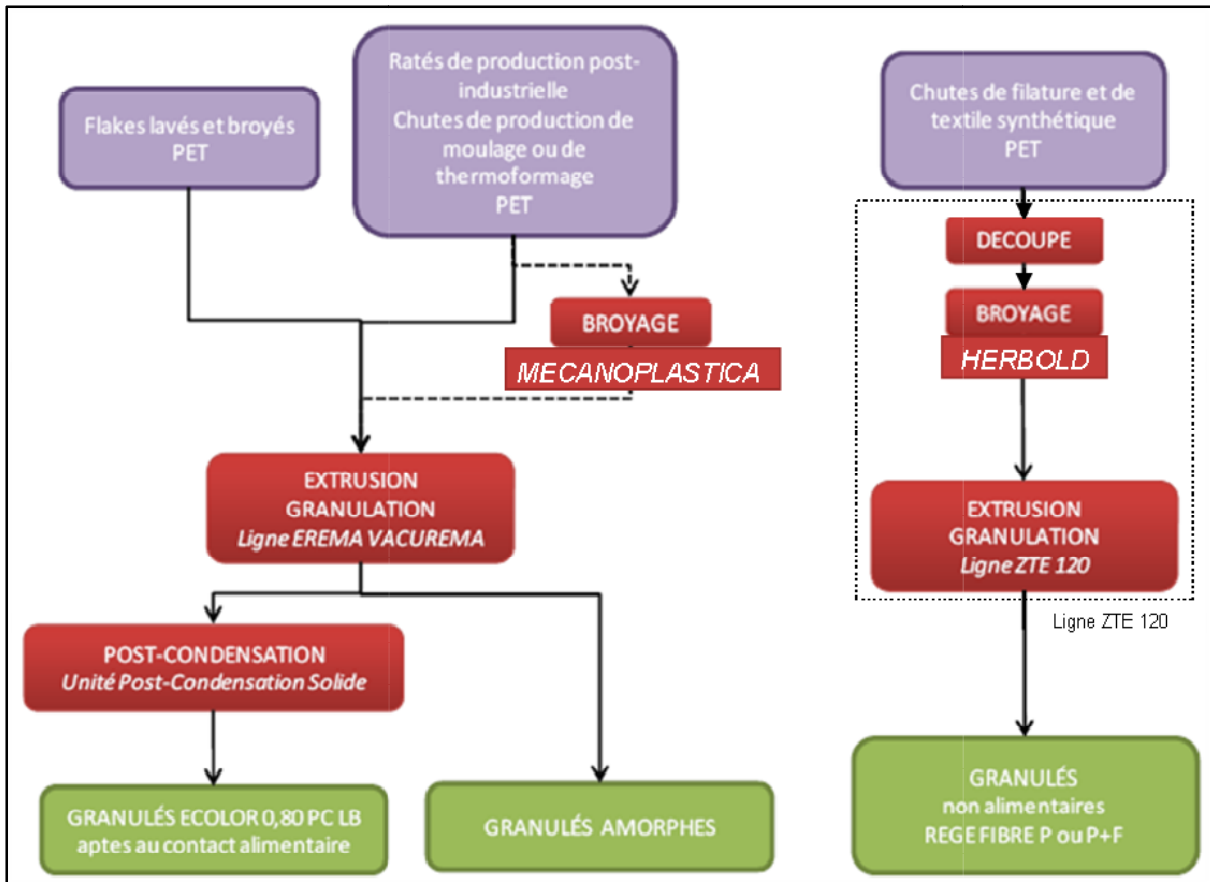 Flakes lavés et broyés
PET
Ratés de production post-
industrielle
Chutes de production de
moulage ou de
thermoformage
PET
Chutes de filature et de
textile synthétique
PET
DECOUPE
BROYAGE
HERBOLD
BROYAGE
MECANOPLASTICA
EXTRUSION
GRANULATION
Ligne EREMA VACUREMA
EXTRUSION
GRANULATION
Ligne ZTE 120
Ligne ZTE 120
POST-CONDENSATION
Unité Post-Condensation Solide
GRANULÉS ECOLOR 0,80 PC LB
aptes au contact alimentaire
GRANULÉS AMORPHES
GRANULÉS
non alimentaires
REGE FIBRE P ou P+F